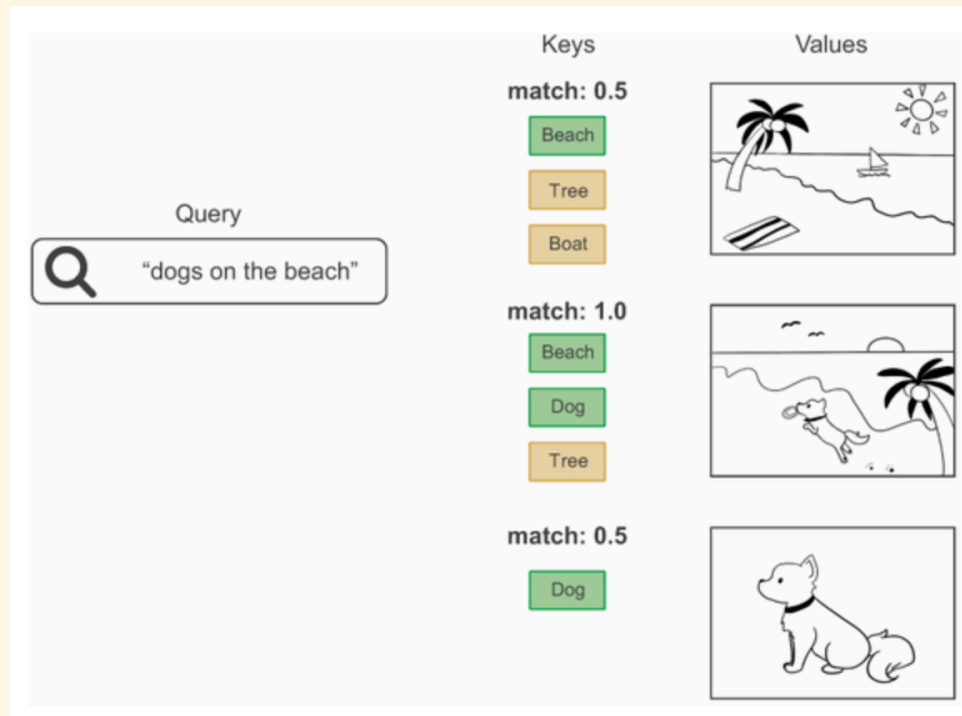 Keys
Values
match: 0.5
Beach
Tree
Boat
Query
“dogs on the beach”
match: 1.0
Beach
Dog
Tree
match: 0.5
Dog